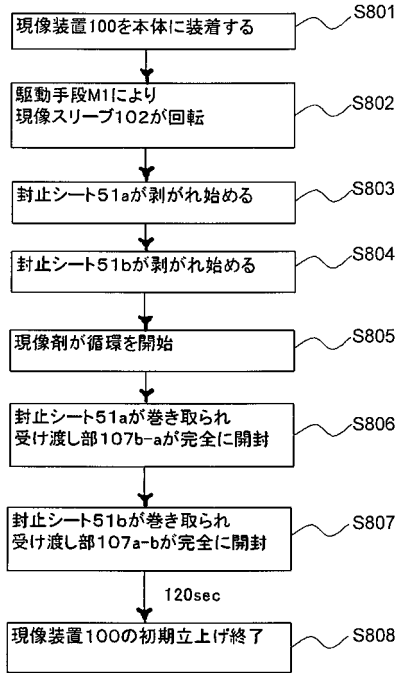 現像装置100を本体に装着する
S801
駆動手段M1により
現像スリーブ102が回転
S802
封止シート51aが剥がれ始める
S803
封止シート51bが剥がれ始める
S804
現像剤が循環を開始
S805
封止シート51aが巻き取られ
受け渡し部107b-aが完全に開封
S806
封止シート51bが巻き取られ
受け渡し部107a-bが完全に開封
S807
120sec
現像装置100の初期立上げ終了
S808